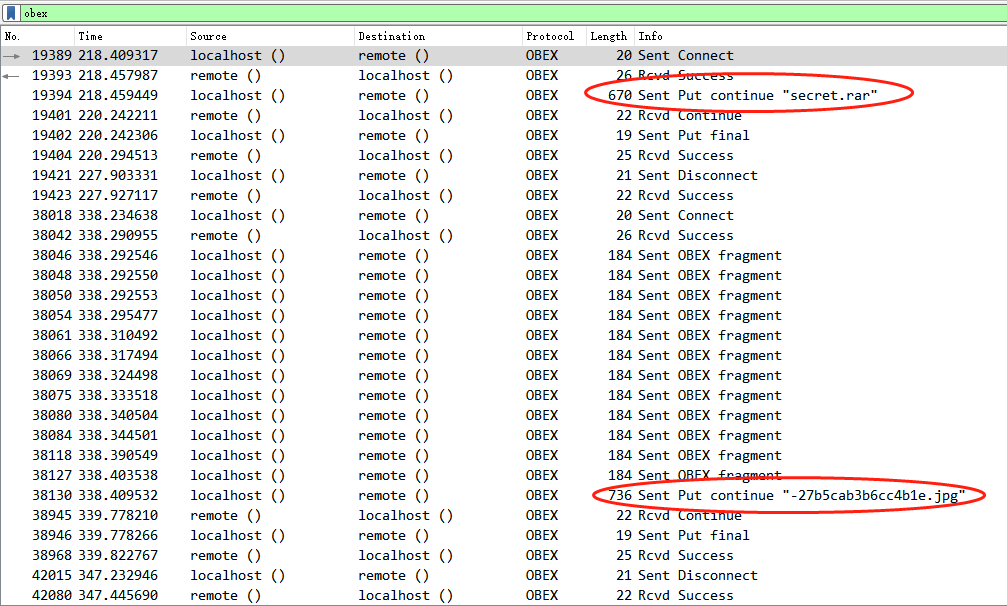 obex
No. Time Source Destination Protocol Length Info
19389 218.409317 localhost () remote () OBEX 20 Sent Connect
19393 218.457987 remote () localhost () OBEX 26 Rcvd Success
19394 218.459449 localhost () remote () OBEX 670 Sent Put continue "secret.rar"
19401 220.242211 remote () localhost () OBEX 22 Rcvd Continue
19402 220.242306 localhost () remote () OBEX 19 Sent Put final
19404 220.294513 remote () localhost () OBEX 25 Rcvd Success
19421 227.903331 localhost () remote () OBEX 21 Sent Disconnect
19423 227.927117 remote () localhost () OBEX 22 Rcvd Success
38018 338.234638 localhost () remote () OBEX 20 Sent Connect
38042 338.290955 remote () localhost () OBEX 26 Rcvd Success
38046 338.292546 localhost () remote () OBEX 184 Sent OBEX fragment
38048 338.292550 localhost () remote () OBEX 184 Sent OBEX fragment
38050 338.292553 localhost () remote () OBEX 184 Sent OBEX fragment
38054 338.295477 localhost () remote () OBEX 184 Sent OBEX fragment
38061 338.310492 localhost () remote () OBEX 184 Sent OBEX fragment
38066 338.317494 localhost () remote () OBEX 184 Sent OBEX fragment
38069 338.324498 localhost () remote () OBEX 184 Sent OBEX fragment
38075 338.333518 localhost () remote () OBEX 184 Sent OBEX fragment
38080 338.340504 localhost () remote () OBEX 184 Sent OBEX fragment
38084 338.344501 localhost () remote () OBEX 184 Sent OBEX fragment
38118 338.390549 localhost () remote () OBEX 184 Sent OBEX fragment
38127 338.403538 localhost () remote () OBEX 184 Sent OBEX fragment
38130 338.409532 localhost () remote () OBEX 736 Sent Put continue "-27b5cab3b6cc4b1e.jpg"
38945 339.778210 remote () localhost () OBEX 22 Rcvd Continue
38946 339.778266 localhost () remote () OBEX 19 Sent Put final
38968 339.822767 remote () localhost () OBEX 25 Rcvd Success
42015 347.232946 localhost () remote () OBEX 21 Sent Disconnect
42080 347.445690 remote () localhost () OBEX 22 Rcvd Success